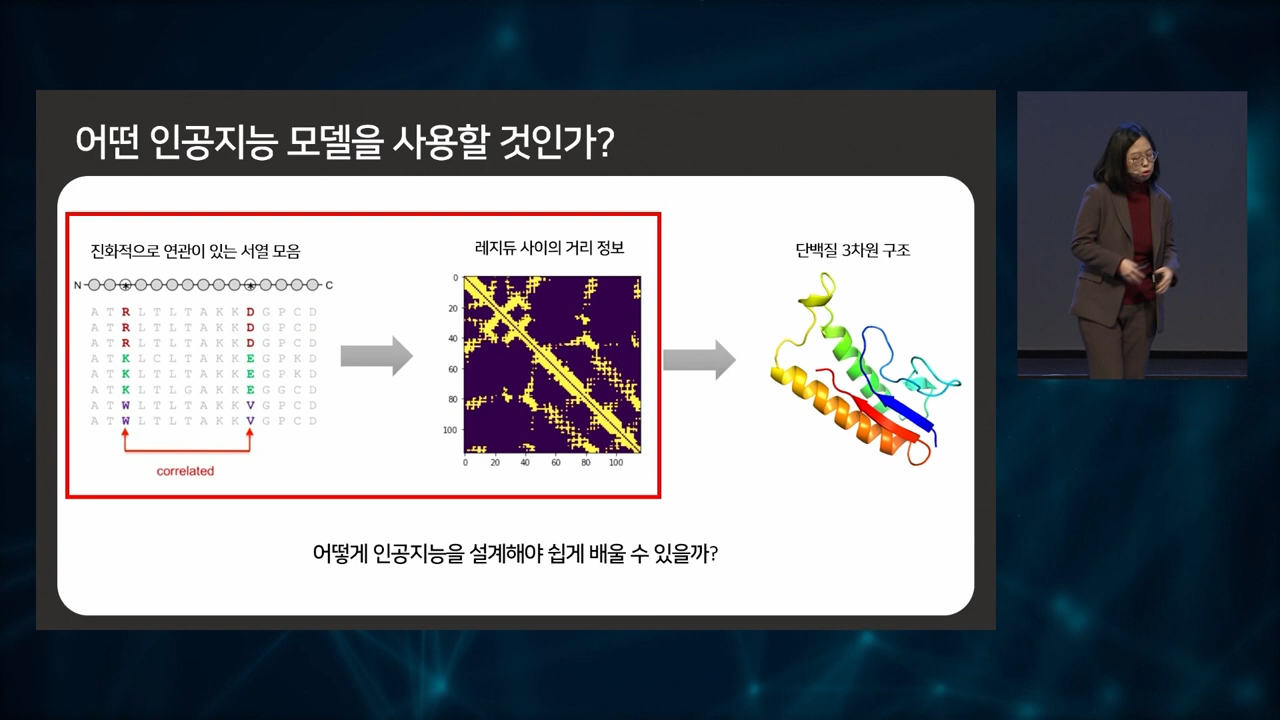 어떤 인공지능 모델을 사용할 것인가?
진화적으로 연관이 있는 서열 모음
레지듀 사이의 거리 정보
단백질 3차원 구조
N
C
A T R L T L T A K K D G P C D
A T R L T L T A K K D G P C D
A T R L T L T A K K D G P C D
A T K L C L T A K K E G P K D
A T K L T L T A K K E G P K D
A T K L T L G A K K E G G C D
A T W L T L T A K K V G P C D
A T W L T L T A K K V G P C D
correlated
0
20
40
60
80
100
0 20 40 60 80 100
어떻게 인공지능을 설계해야 쉽게 배울 수 있을까?